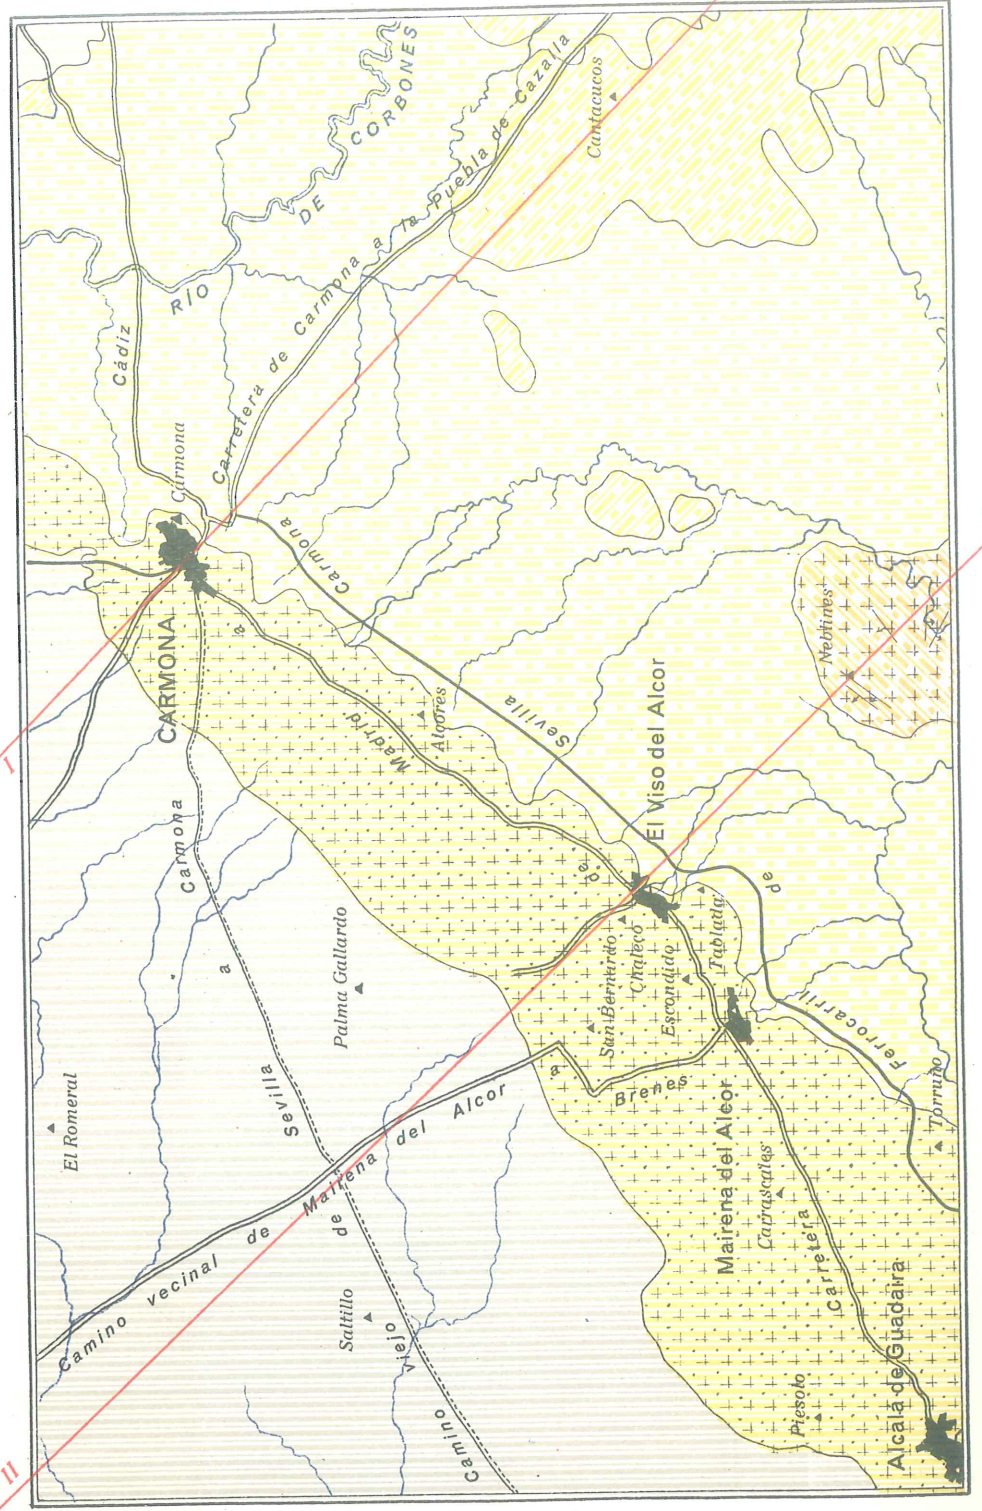 RÍO DE CORBONES
Cádiz
Carretera de Carmona a la Puebla de Cazalla
Cantacucos
Carmona
CARMONA
Carretera de Madrid a
Alcores
Ferrocarril de Sevilla Carmona
Neblines
El Viso del Alcor
I
Camino viejo de Sevilla a Carmona
Palma Gallardo
El Romeral
San Bernardo
Chaleco
Escondido
Tablada
Camino vecinal de Mairena del Alcor a Brenes
Mairena del Alcor
Carrascales
Torruño
Saltillo
Piesolo
Alcalá de Guadaira
II